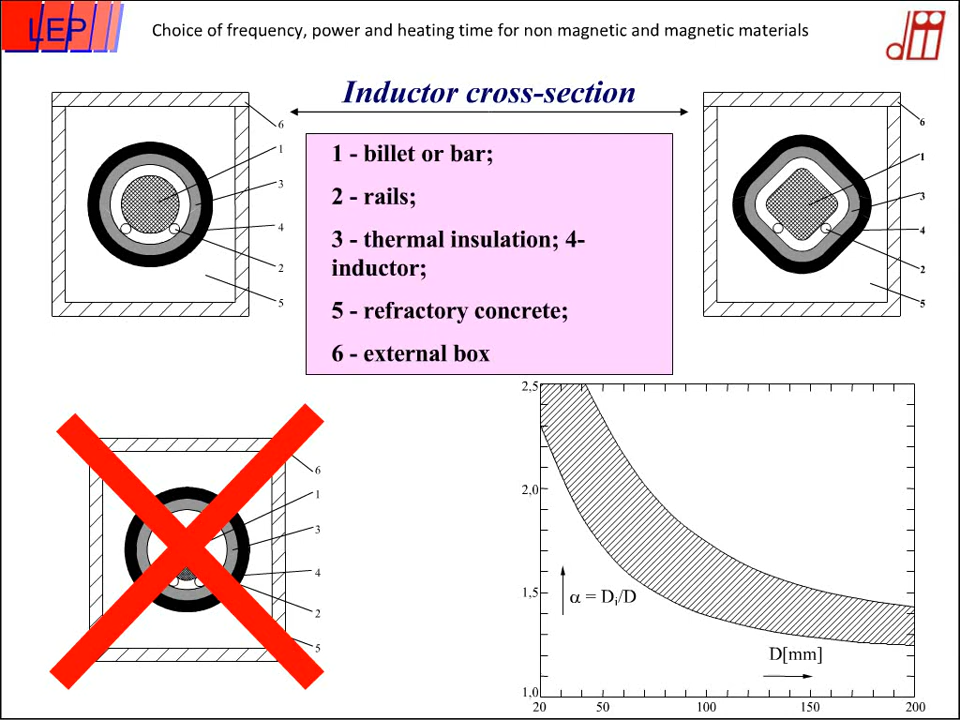 LEP
Choice of frequency, power and heating time for non magnetic and magnetic materials
Inductor cross-section
6
1
3
4
2
5
1 - billet or bar;
2 - rails;
3 - thermal insulation; 4-
inductor;
5 - refractory concrete;
6 - external box
6
1
3
4
2
5
6
1
3
4
2
5
2,5
2,0
1,5
1,0
α = Di/D
D[mm]
20 50 100 150 200